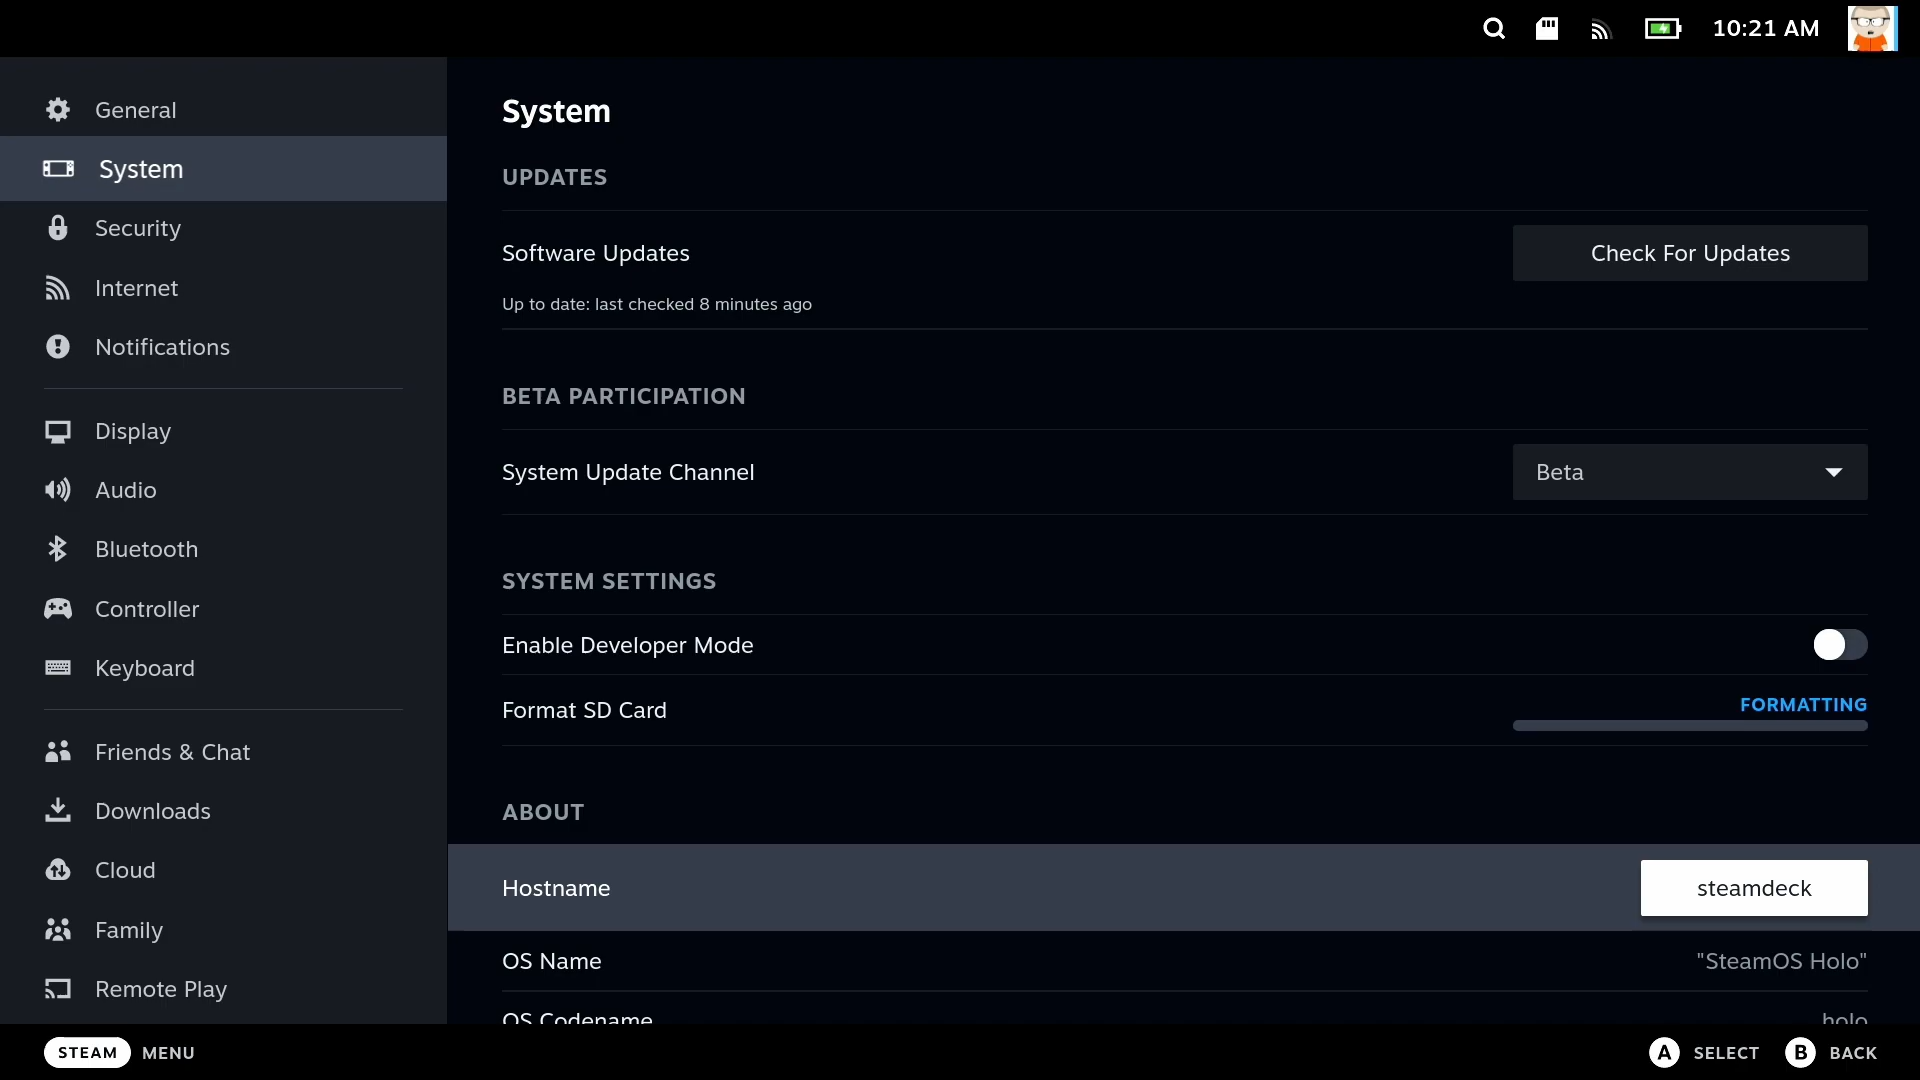 10:21 AM
General
System
Security
Internet
Notifications
Display
Audio
Bluetooth
Controller
Keyboard
Friends & Chat
Downloads
Cloud
Family
Remote Play
System
UPDATES
Software Updates
Check For Updates
Up to date: last checked 8 minutes ago
BETA PARTICIPATION
System Update Channel
Beta
SYSTEM SETTINGS
Enable Developer Mode
Format SD Card
FORMATTING
ABOUT
Hostname
steamdeck
OS Name
"SteamOS Holo"
OS Codename
holo
STEAM MENU
A SELECT B BACK